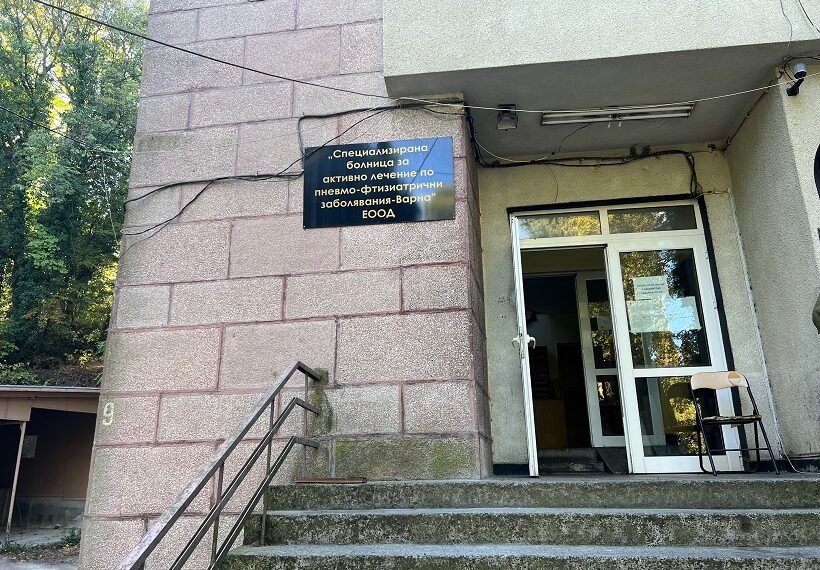 „Специализирана
болница за
активно лечение по
пневмо-фтизиатрични
заболявания-Варна“
ЕООД
9